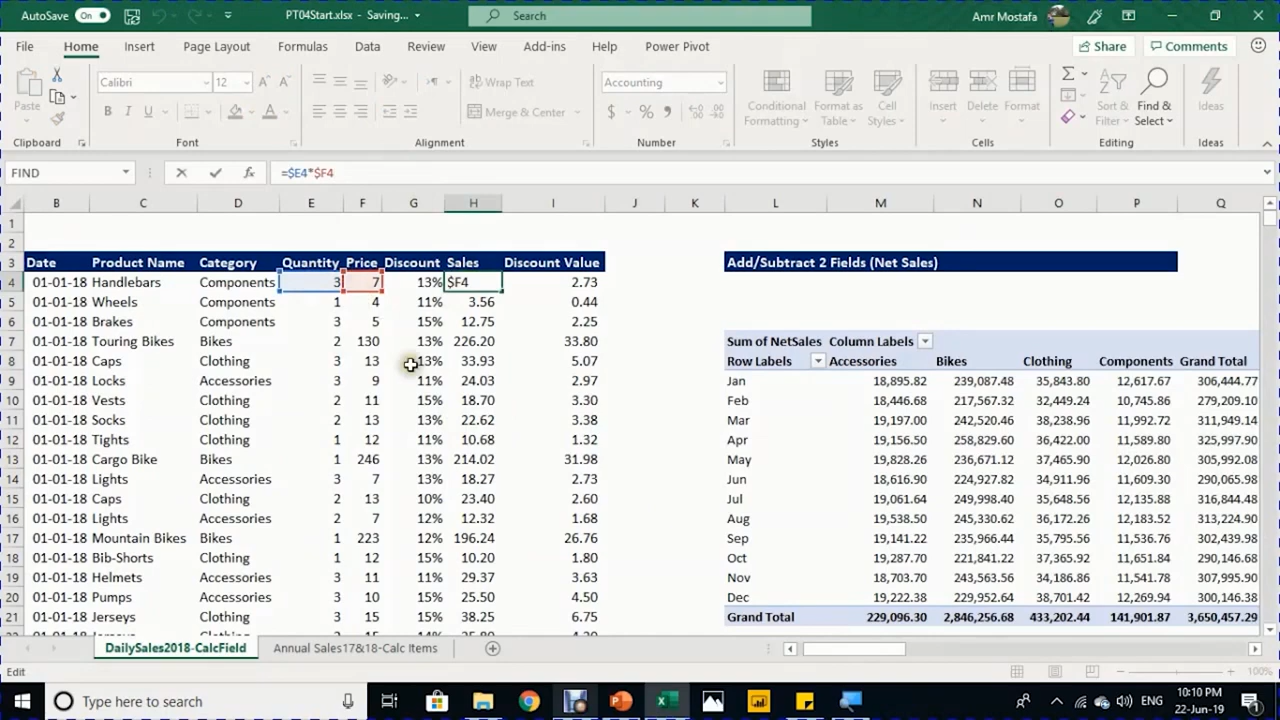 AutoSave On PT04Start.xlsx - Saving... Search Amr Mostafa
File Home Insert Page Layout Formulas Data Review View Add-ins Help Power Pivot Share Comments
Calibri 12 Wrap Text Accounting
Paste B I U Merge & Center $ % Conditional Formatting Format as Table Cell Styles Insert Delete Format Sort & Filter Find & Select Ideas
Clipboard Font Alignment Number Styles Cells Editing Ideas
FIND =$E4*$F4
B C D E F G H I J K L M N O P Q
1
2
3 Date Product Name Category Quantity Price Discount Sales Discount Value Add/Subtract 2 Fields (Net Sales)
4 01-01-18 Handlebars Components 3 7 13% $F4 2.73
5 01-01-18 Wheels Components 1 4 11% 3.56 0.44
6 01-01-18 Brakes Components 3 5 15% 12.75 2.25
7 01-01-18 Touring Bikes Bikes 2 130 13% 226.20 33.80 Sum of NetSales Column Labels
8 01-01-18 Caps Clothing 3 13 13% 33.93 5.07 Row Labels Accessories Bikes Clothing Components Grand Total
9 01-01-18 Locks Accessories 3 9 11% 24.03 2.97 Jan 18,895.82 239,087.48 35,843.80 12,617.67 306,444.77
10 01-01-18 Vests Clothing 2 11 15% 18.70 3.30 Feb 18,446.68 217,567.32 32,449.24 10,745.86 279,209.10
11 01-01-18 Socks Clothing 2 13 13% 22.62 3.38 Mar 19,197.00 242,520.46 38,238.96 11,992.72 311,949.14
12 01-01-18 Tights Clothing 1 12 11% 10.68 1.32 Apr 19,156.50 258,829.60 36,422.00 11,589.80 325,997.90
13 01-01-18 Cargo Bike Bikes 1 246 13% 214.02 31.98 May 19,828.26 236,671.12 37,465.90 12,026.80 305,992.08
14 01-01-18 Lights Accessories 3 7 13% 18.27 2.73 Jun 18,616.90 224,927.82 34,911.96 11,609.30 290,065.98
15 01-01-18 Caps Clothing 2 13 10% 23.40 2.60 Jul 19,061.64 249,998.40 35,648.56 12,135.88 316,844.48
16 01-01-18 Lights Accessories 2 7 12% 12.32 1.68 Aug 19,538.50 245,330.62 36,172.26 12,183.52 313,224.90
17 01-01-18 Mountain Bikes Bikes 1 223 12% 196.24 26.76 Sep 19,141.22 235,966.44 35,795.56 11,536.76 302,439.98
18 01-01-18 Bib-Shorts Clothing 1 12 15% 10.20 1.80 Oct 19,287.70 221,841.22 37,365.92 11,651.84 290,146.68
19 01-01-18 Helmets Accessories 3 11 11% 29.37 3.63 Nov 18,703.70 243,563.56 34,186.86 11,541.78 307,995.90
20 01-01-18 Pumps Accessories 3 10 15% 25.50 4.50 Dec 19,222.38 229,952.64 38,701.42 12,269.94 300,146.38
21 01-01-18 Jerseys Clothing 3 15 15% 38.25 6.75 Grand Total 229,096.30 2,846,256.68 433,202.44 141,901.87 3,650,457.29
DailySales2018-CalcField Annual Sales17&18-Calc Items
Edit 100%
Type here to search ENG 10:10 PM
22-Jun-19